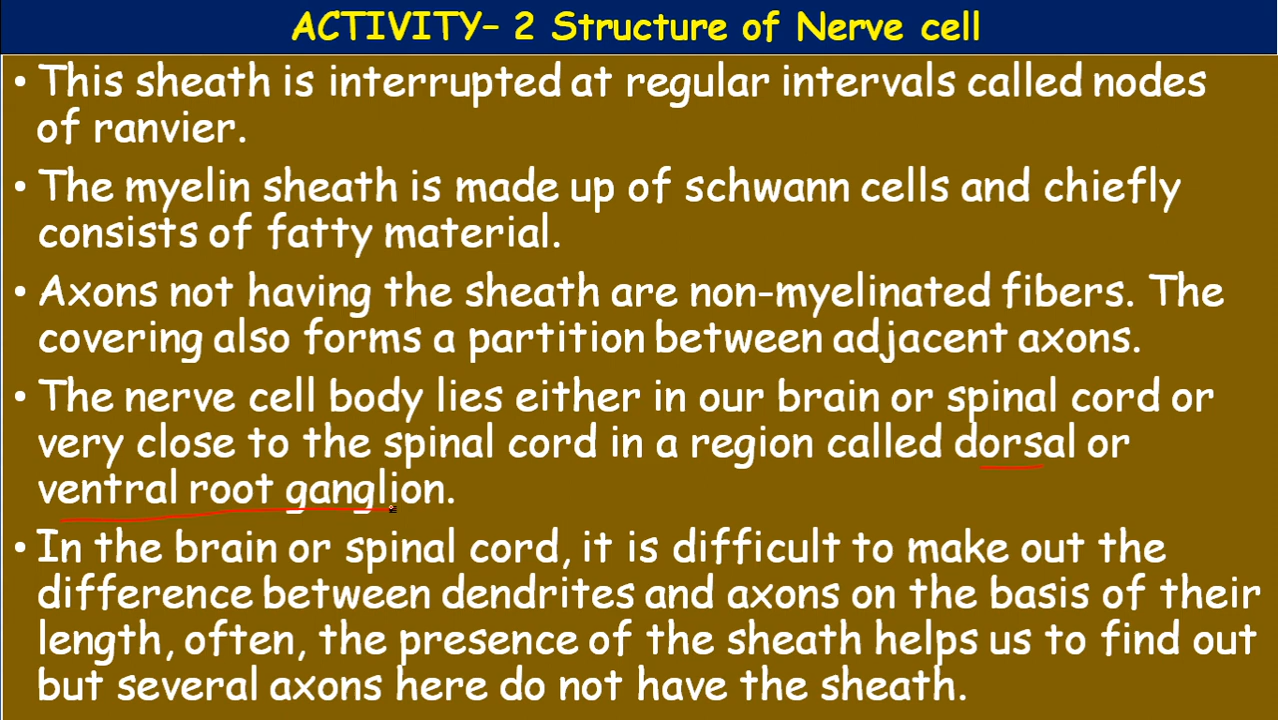 ACTIVITY– 2 Structure of Nerve cell
• This sheath is interrupted at regular intervals called nodes
of ranvier.
• The myelin sheath is made up of schwann cells and chiefly
consists of fatty material.
• Axons not having the sheath are non-myelinated fibers. The
covering also forms a partition between adjacent axons.
• The nerve cell body lies either in our brain or spinal cord or
very close to the spinal cord in a region called dorsal or
ventral root ganglion.
• In the brain or spinal cord, it is difficult to make out the
difference between dendrites and axons on the basis of their
length, often, the presence of the sheath helps us to find out
but several axons here do not have the sheath.